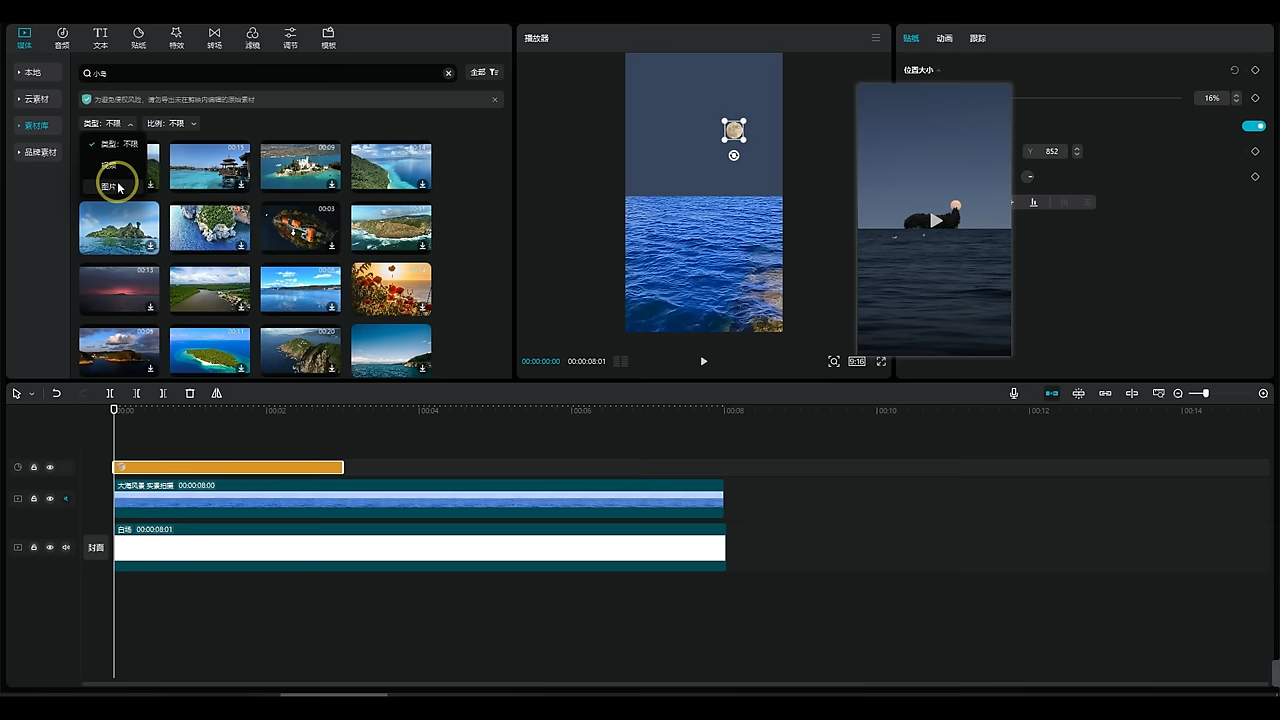 媒体 音频 文本 贴纸 特效 转场 滤镜 调节 模板
本地
云素材
素材库
品牌素材
小岛
全部
为避免侵权风险，请勿导出未在剪映内编辑的原始素材
类型：不限 比例：不限
类型：不限
视频
图片
00:15
00:09
00:14
00:03
00:13
00:11
00:20
播放器
00:00:00:00 00:00:08:01
9:16
贴纸 动画 跟踪
位置大小
16%
Y 852
00:00 00:02 00:04 00:06 00:08 00:10 00:12 00:14
大海风景 实景拍摄 00:00:08:00
封面
白场 00:00:08:01